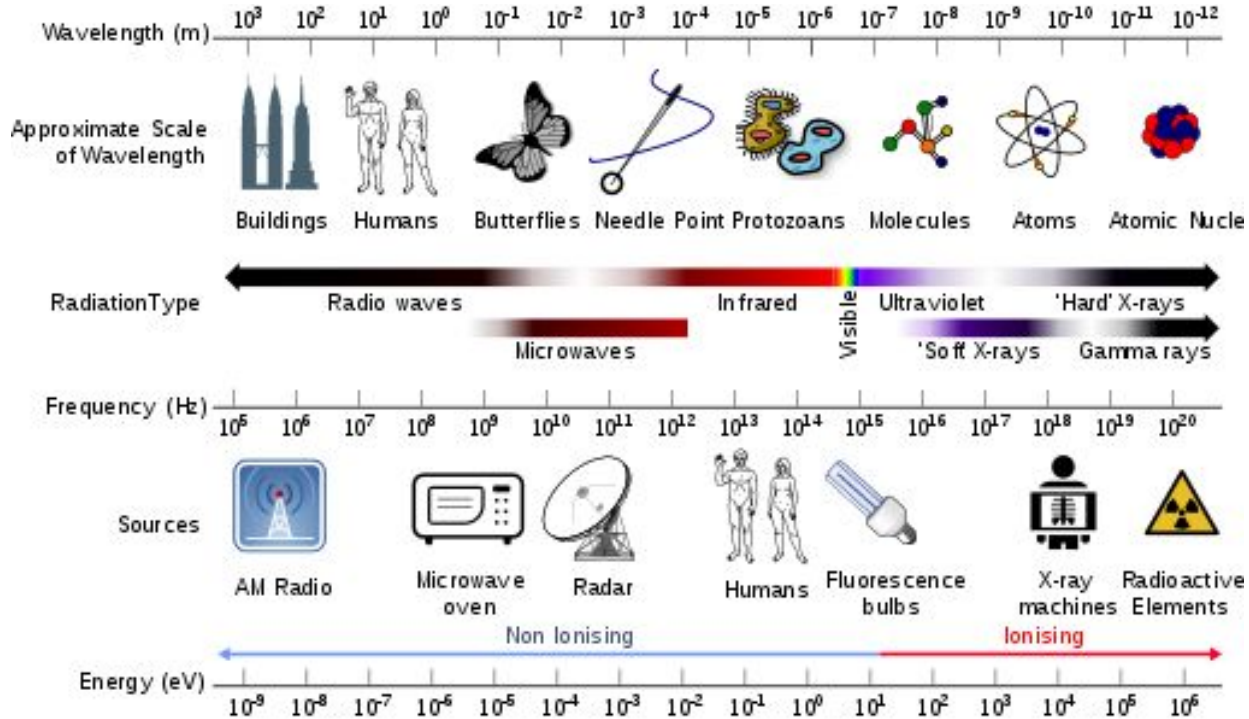 10³ 10² 10¹ 10⁰ 10⁻¹ 10⁻² 10⁻³ 10⁻⁴ 10⁻⁵ 10⁻⁶ 10⁻⁷ 10⁻⁸ 10⁻⁹ 10⁻¹⁰ 10⁻¹¹ 10⁻¹²
Wavelength (m)
Approximate Scale
of Wavelength
Buildings Humans Butterflies Needle Point Protozoans Molecules Atoms Atomic Nucle
Radiation Type
Radio waves Infrared Visible Ultraviolet 'Hard' X-rays
Microwaves 'Soft' X-rays Gamma rays
Frequency (Hz)
10⁵ 10⁶ 10⁷ 10⁸ 10⁹ 10¹⁰ 10¹¹ 10¹² 10¹³ 10¹⁴ 10¹⁵ 10¹⁶ 10¹⁷ 10¹⁸ 10¹⁹ 10²⁰
Sources
AM Radio
Microwave
oven
Radar
Humans
Fluorescence
bulbs
X-ray
machines
Radioactive
Elements
Non Ionising Ionising
Energy (eV)
10⁻⁹ 10⁻⁸ 10⁻⁷ 10⁻⁶ 10⁻⁵ 10⁻⁴ 10⁻³ 10⁻² 10⁻¹ 10⁰ 10¹ 10² 10³ 10⁴ 10⁵ 10⁶